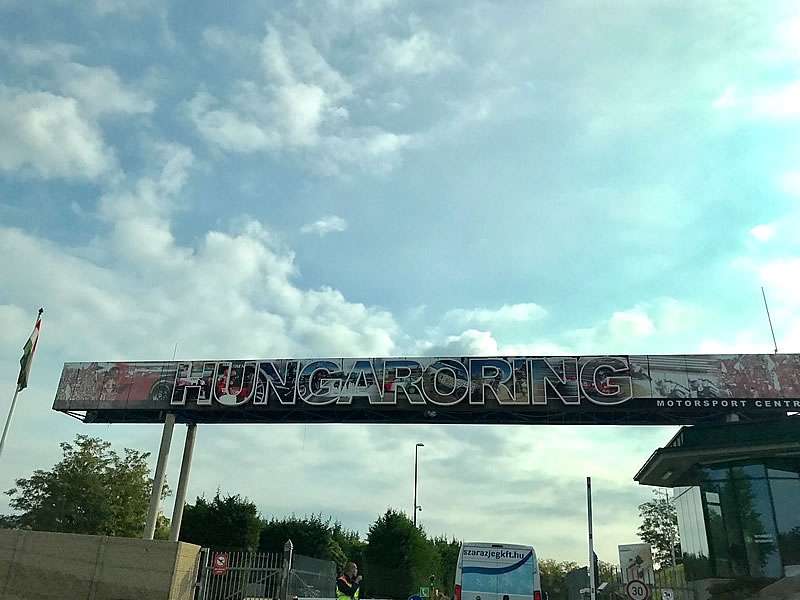 HUNGARORING
MOTORSPORT CENTR
szarazjegkft.hu
30